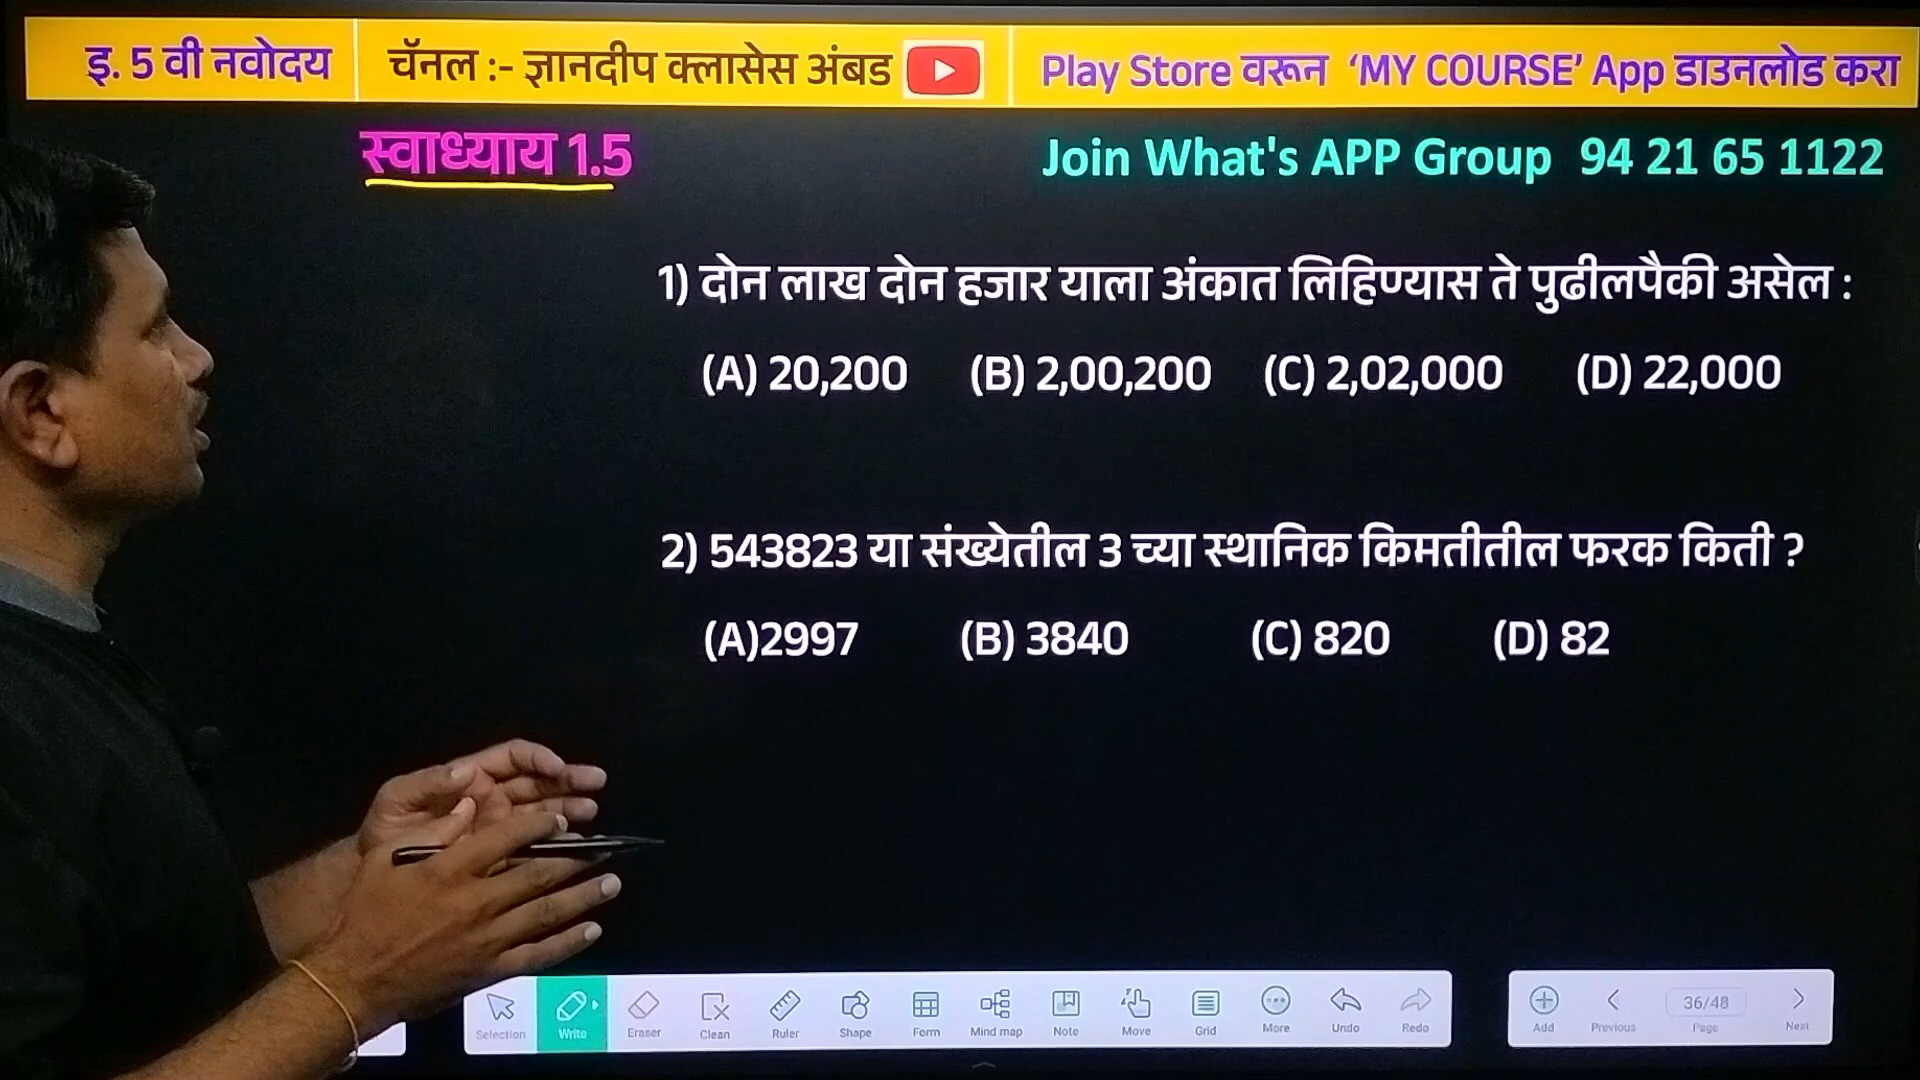 इ. 5 वी नवोदय
चॅनल :- ज्ञानदीप क्लासेस अंबड
Play Store वरून ‘MY COURSE’ App डाउनलोड करा
स्वाध्याय 1.5
Join What's APP Group 94 21 65 1122
1) दोन लाख दोन हजार याला अंकात लिहिण्यास ते पुढीलपैकी असेल :
(A) 20,200 (B) 2,00,200 (C) 2,02,000 (D) 22,000
2) 543823 या संख्येतील 3 च्या स्थानिक किमतीतील फरक किती ?
(A)2997 (B) 3840 (C) 820 (D) 82
Selection Write Eraser Clean Ruler Shape Form Mind map Note Move Grid More Undo Redo
Add Previous 36/48 Page Next